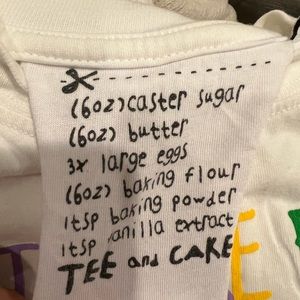 (6oz) caster sugar
(6oz) butter
3x large eggs
(6oz) baking flour
1tsp baking powder
1tsp vanilla extract
TEE and CAKE